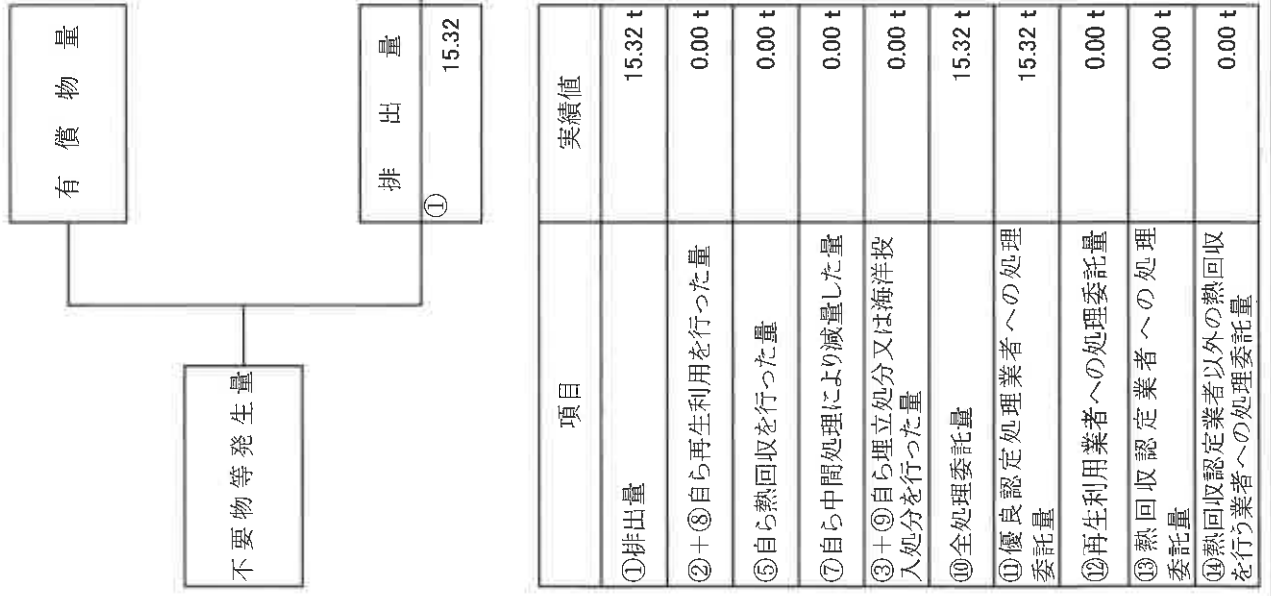 不要物等発生量
有償物量
排出量
①
15.32
項目
実績値
①排出量
15.32 t
②+⑧自ら再生利用を行った量
0.00 t
⑤自ら熱回収を行った量
0.00 t
⑦自ら中間処理により減量した量
0.00 t
③+⑨自ら埋立処分又は海洋投
入処分を行った量
0.00 t
⑩全処理委託量
15.32 t
⑪優良認定処理業者への処理
委託量
15.32 t
⑫再生利用業者への処理委託量
0.00 t
⑬熱回収認定業者への処理
委託量
0.00 t
⑭熱回収認定業者以外の熱回収
を行う業者への処理委託量
0.00 t